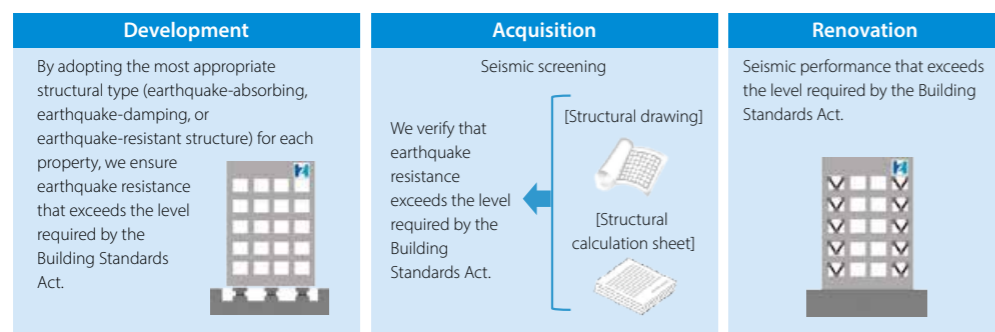 Development
By adopting the most appropriate
structural type (earthquake-absorbing,
earthquake-damping, or
earthquake-resistant structure) for each
property, we ensure
earthquake resistance
that exceeds the level
required by the
Building Standards
Act.
Acquisition
Seismic screening
We verify that
earthquake
resistance
exceeds the level
required by the
Building
Standards Act.
[Structural drawing]
[Structural
calculation sheet]
Renovation
Seismic performance that exceeds
the level required by the Building
Standards Act.